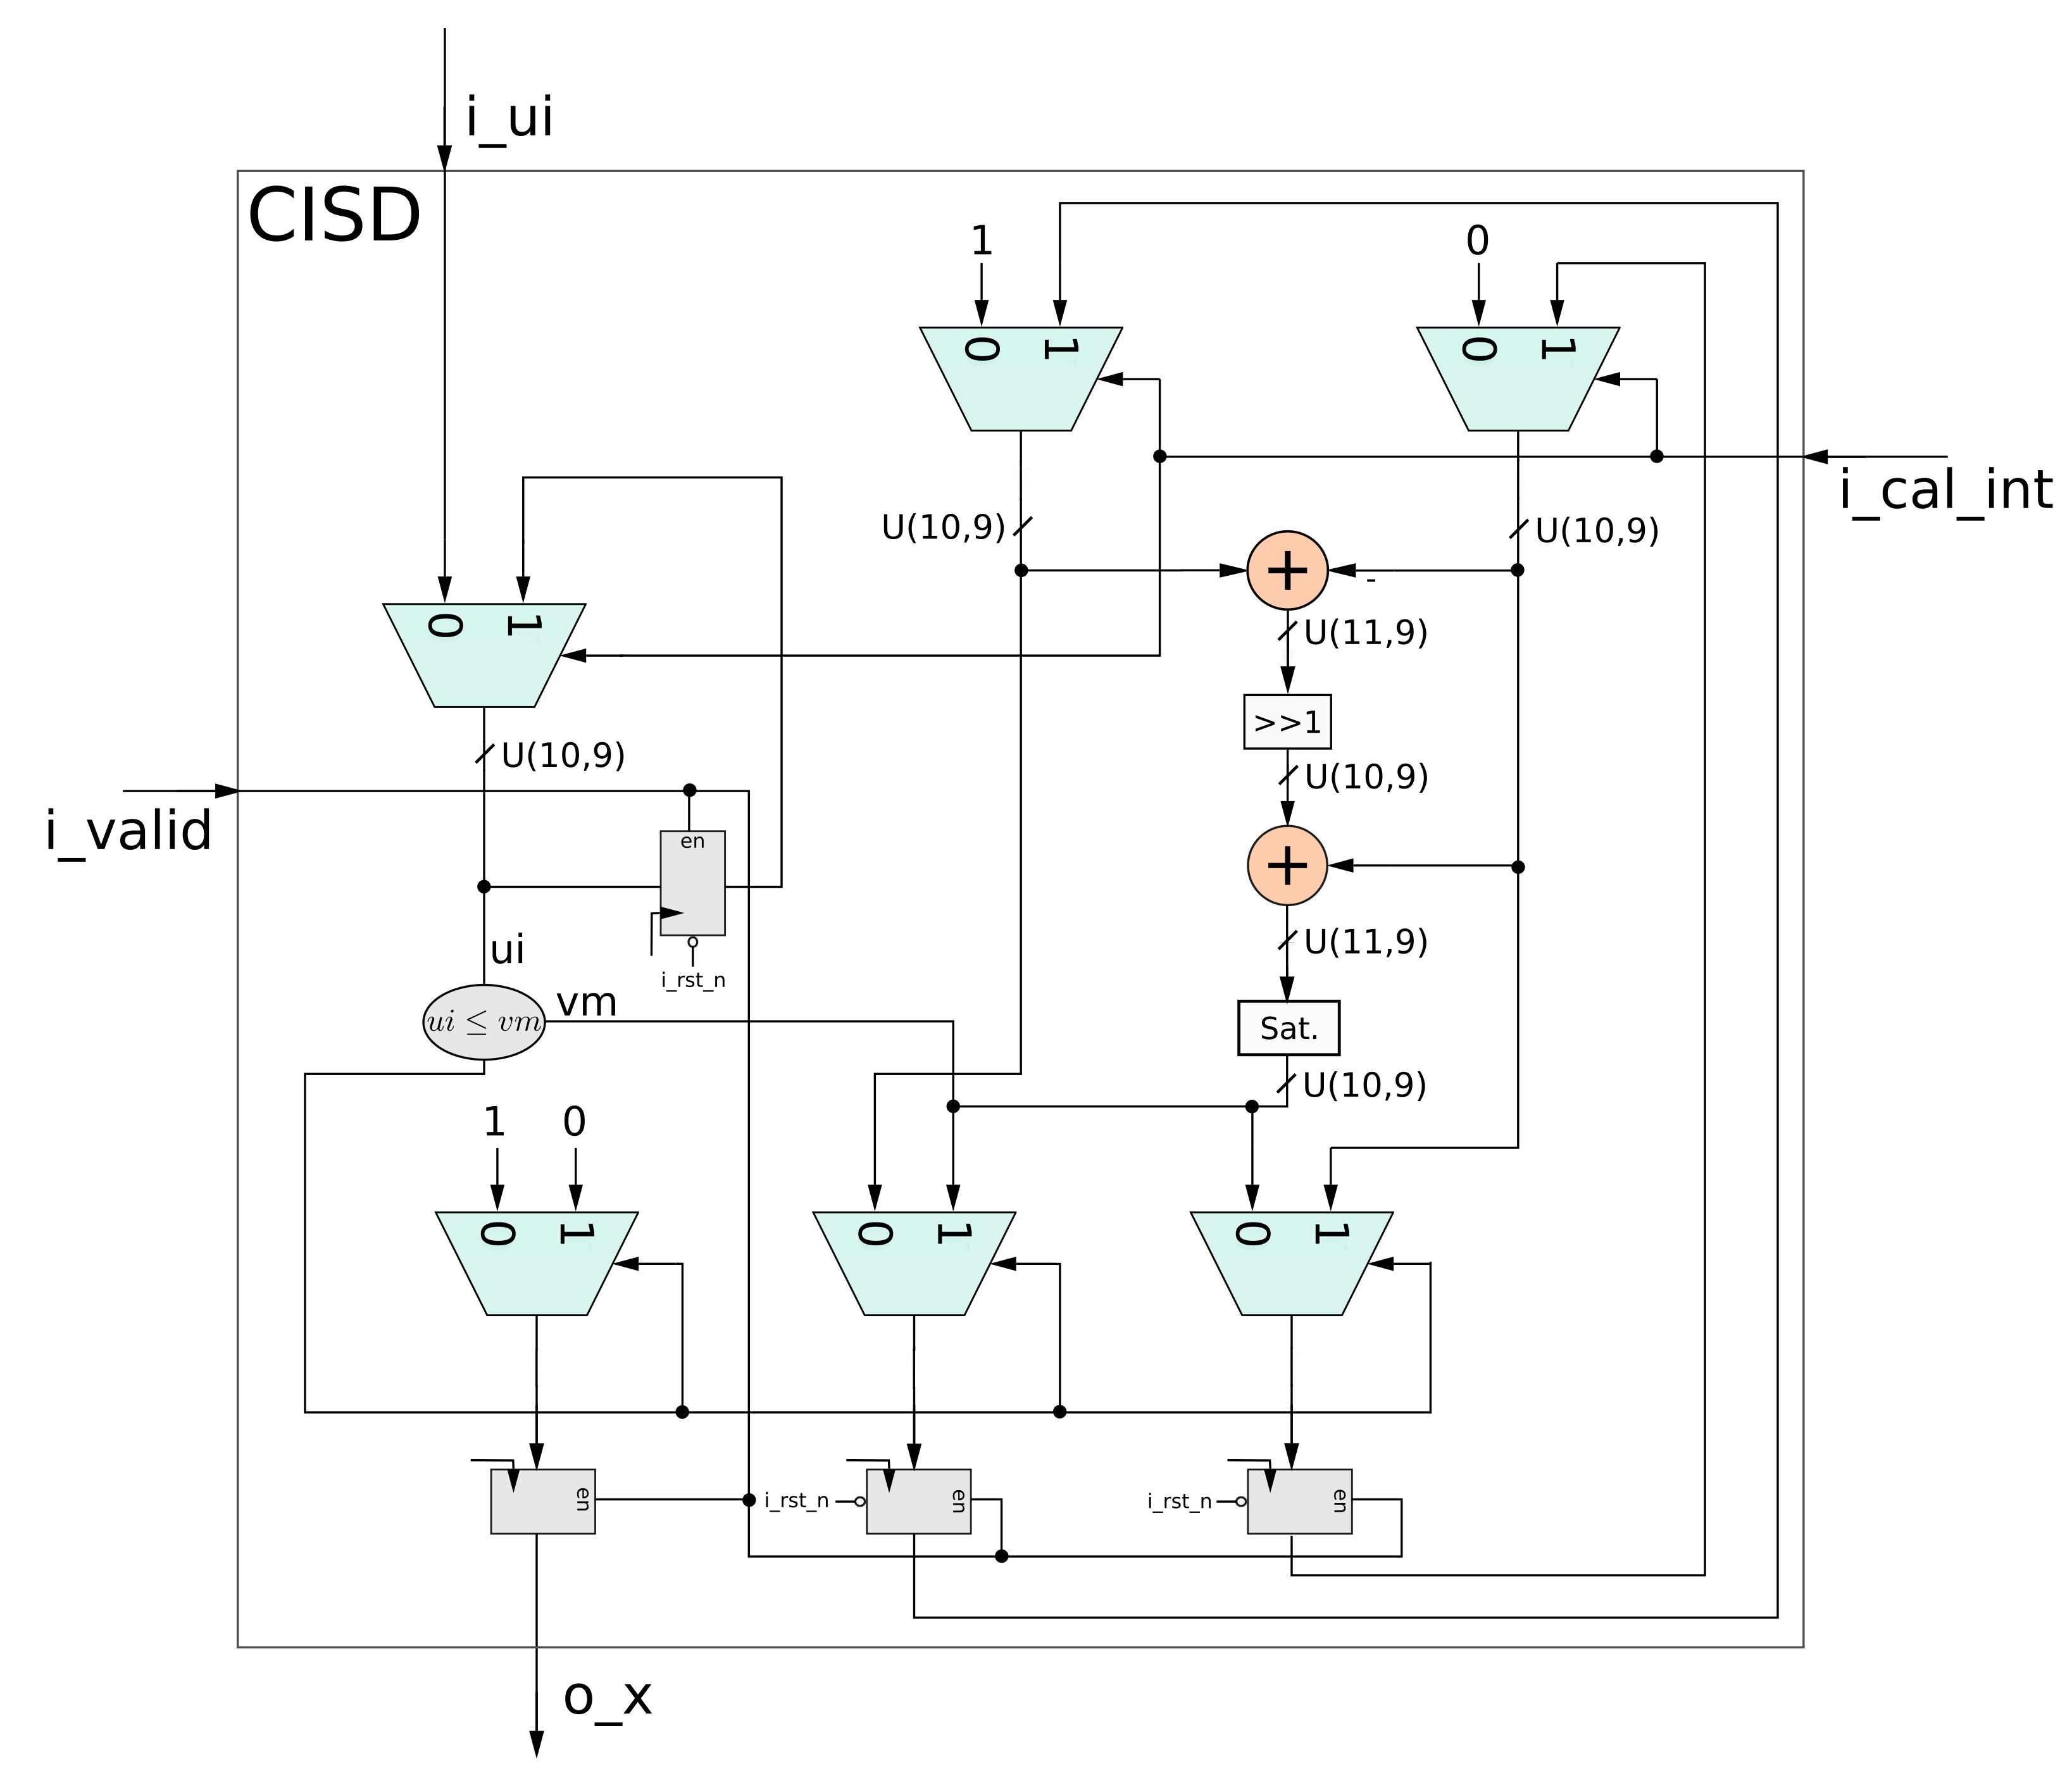 i_ui
CISD
1
0
0
1
0
1
i_cal_int
U(10,9)
U(10,9)
+
-
0
1
U(11,9)
>>1
U(10,9)
U(10,9)
i_valid
en
+
ui
U(11,9)
i_rst_n
vm
ui ≤ vm
Sat.
U(10,9)
1
0
0
1
0
1
0
1
en
i_rst_n
en
i_rst_n
en
o_x